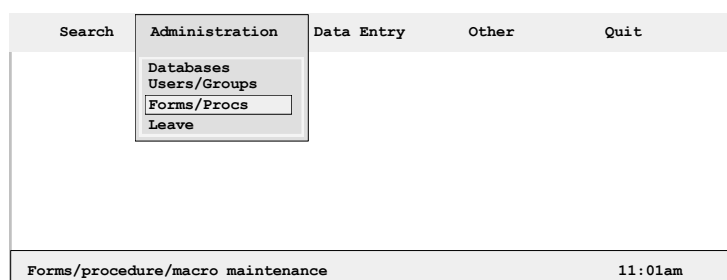 Search Administration Data Entry Other Quit
Databases
Users/Groups
Forms/Procs
Leave
Forms/procedure/macro maintenance 11:01am